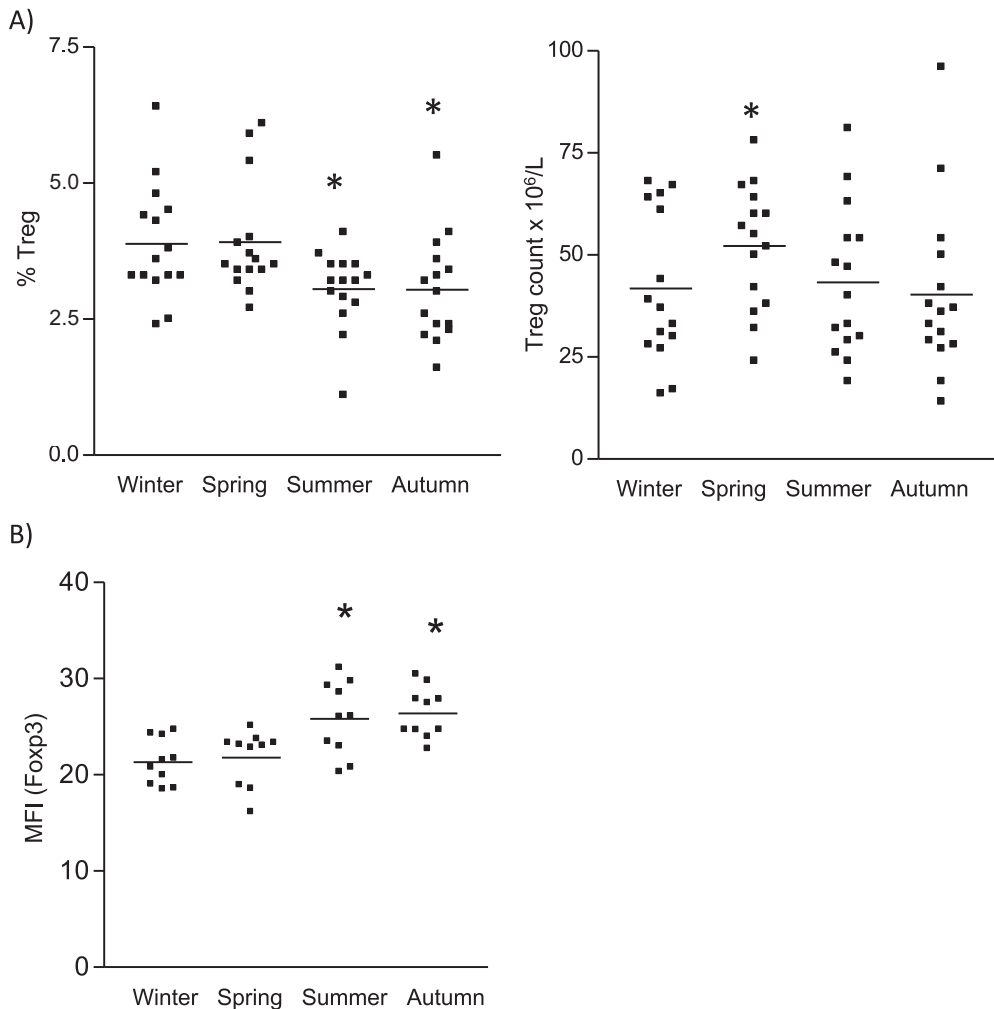 A)
% Treg
7.5
5.0
2.5
0.0
*
*
Winter Spring Summer Autumn
Treg count x 10⁶/L
100
75
50
25
0
*
Winter Spring Summer Autumn
B)
MFI (Foxp3)
40
30
20
10
0
*
*
Winter Spring Summer Autumn